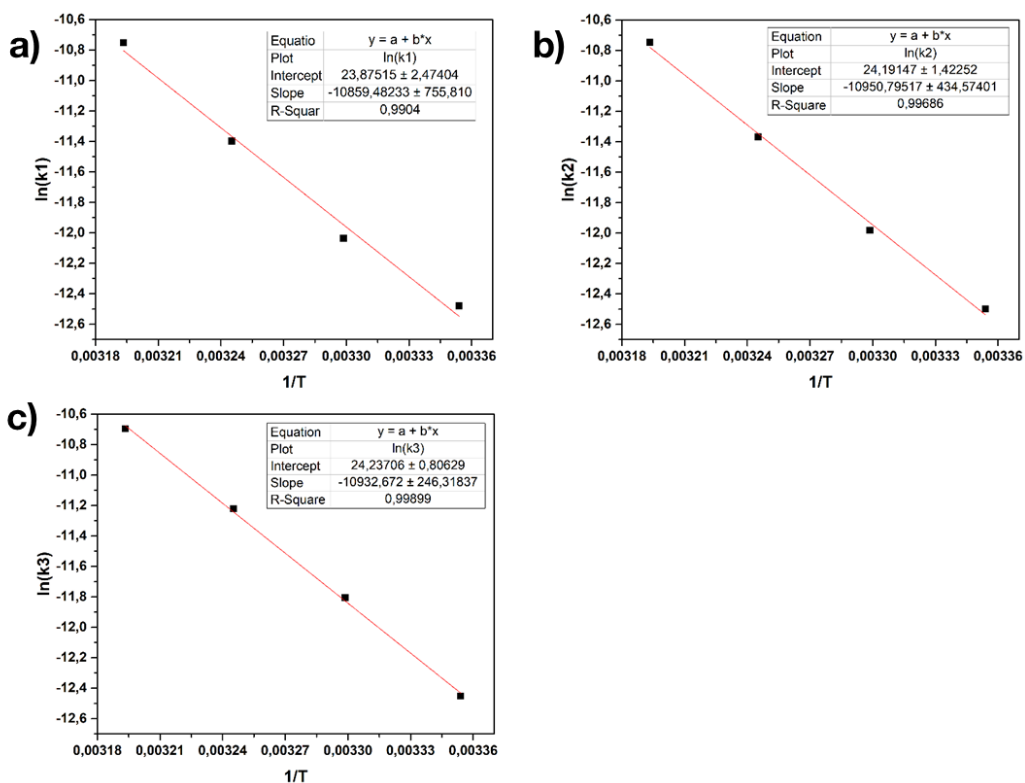 a)
Equatio y = a + b*x
Plot ln(k1)
Intercept 23,87515 ± 2,47404
Slope -10859,48233 ± 755,810
R-Squar 0,9904
-10,6
-10,8
-11,0
-11,2
-11,4
-11,6
-11,8
-12,0
-12,2
-12,4
-12,6
ln(k1)
0,00318 0,00321 0,00324 0,00327 0,00330 0,00333 0,00336
1/T
b)
Equation y = a + b*x
Plot ln(k2)
Intercept 24,19147 ± 1,42252
Slope -10950,79517 ± 434,57401
R-Square 0,99686
-10,6
-10,8
-11,0
-11,2
-11,4
-11,6
-11,8
-12,0
-12,2
-12,4
-12,6
ln(k2)
0,00318 0,00321 0,00324 0,00327 0,00330 0,00333 0,00336
1/T
c)
Equation y = a + b*x
Plot ln(k3)
Intercept 24,23706 ± 0,80629
Slope -10932,672 ± 246,31837
R-Square 0,99899
-10,6
-10,8
-11,0
-11,2
-11,4
-11,6
-11,8
-12,0
-12,2
-12,4
-12,6
ln(k3)
0,00318 0,00321 0,00324 0,00327 0,00330 0,00333 0,00336
1/T